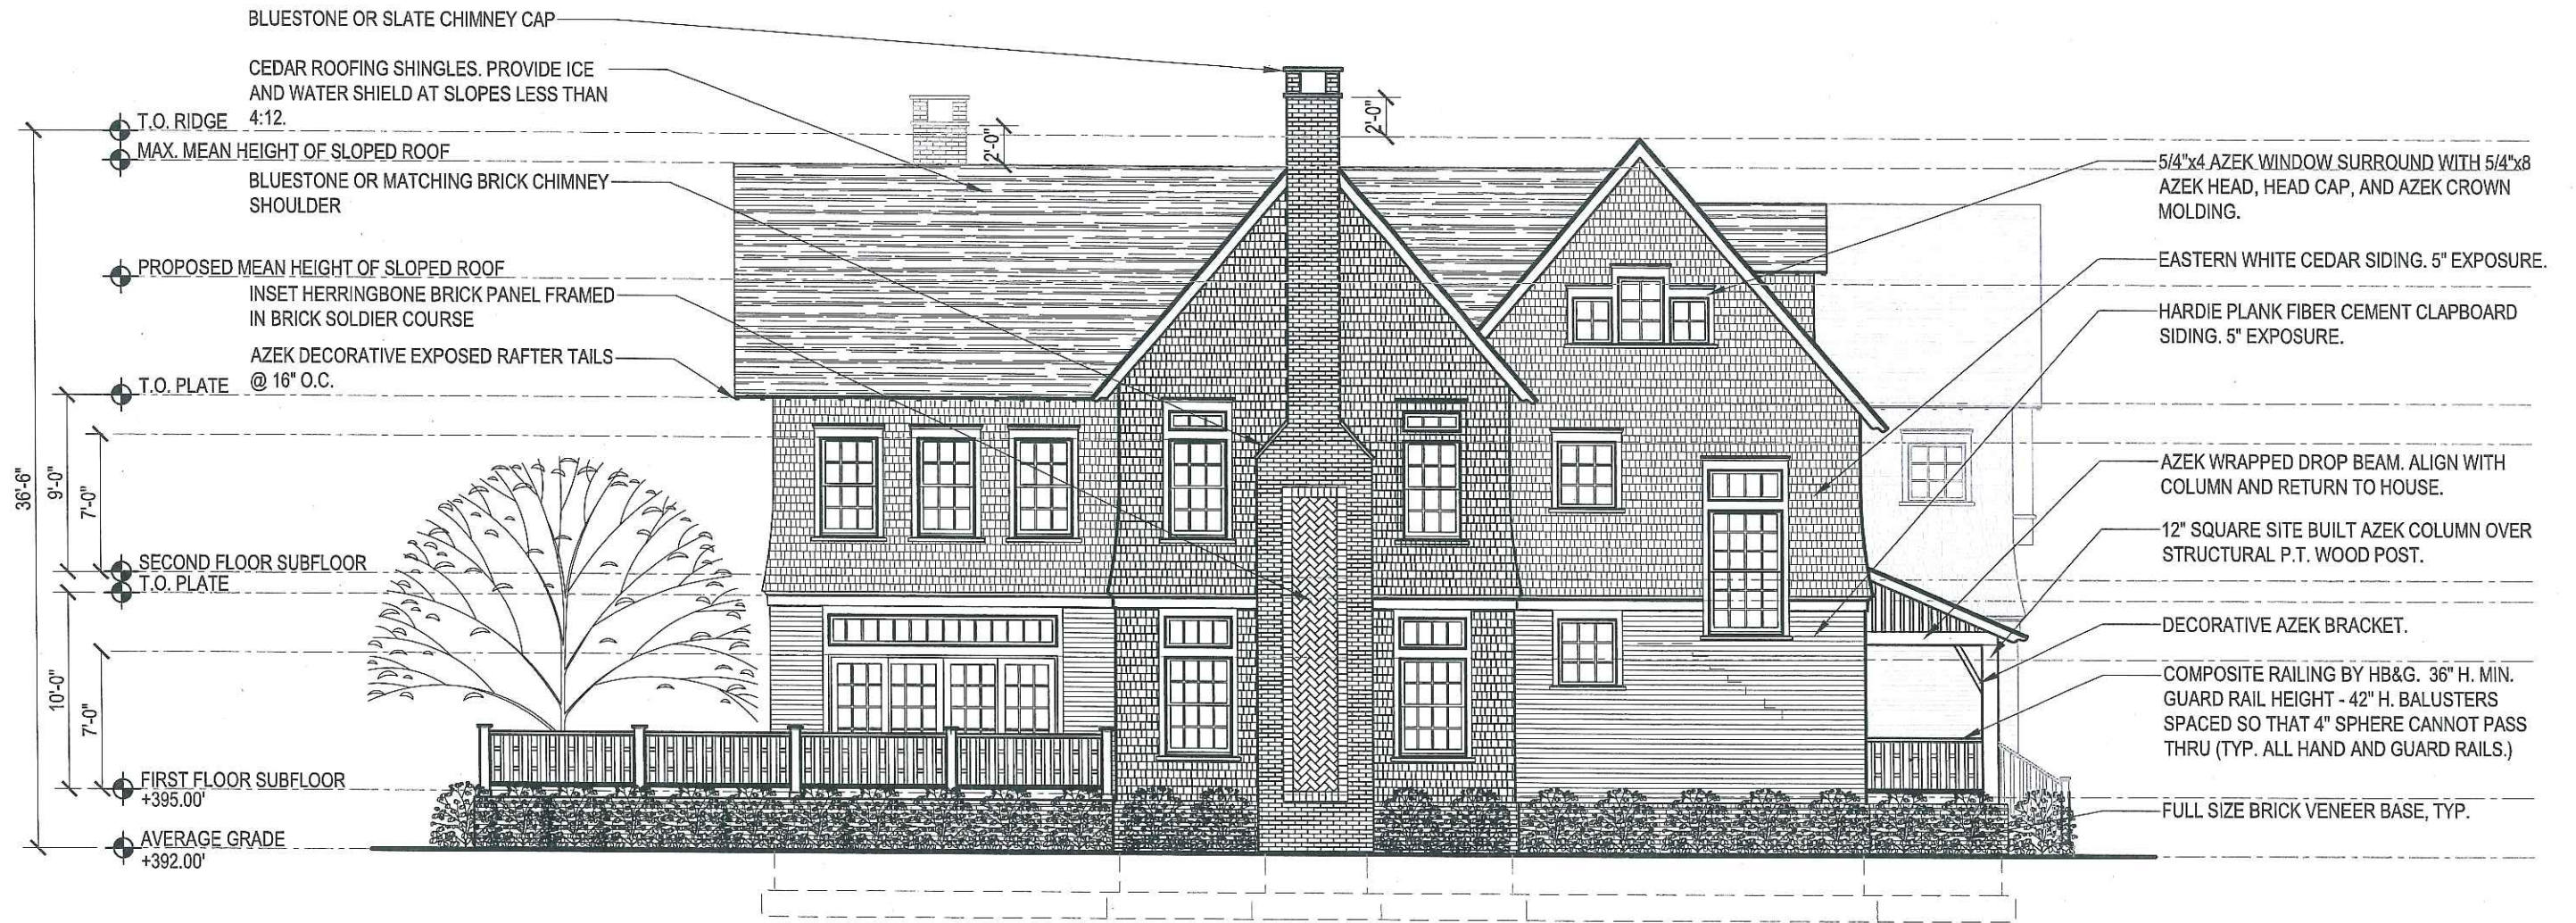 BLUESTONE OR SLATE CHIMNEY CAP
CEDAR ROOFING SHINGLES. PROVIDE ICE
AND WATER SHIELD AT SLOPES LESS THAN
4:12.
T.O. RIDGE
MAX. MEAN HEIGHT OF SLOPED ROOF
BLUESTONE OR MATCHING BRICK CHIMNEY
SHOULDER
PROPOSED MEAN HEIGHT OF SLOPED ROOF
INSET HERRINGBONE BRICK PANEL FRAMED
IN BRICK SOLDIER COURSE
AZEK DECORATIVE EXPOSED RAFTER TAILS
@ 16" O.C.
T.O. PLATE
SECOND FLOOR SUBFLOOR
T.O. PLATE
FIRST FLOOR SUBFLOOR
+395.00'
AVERAGE GRADE
+392.00'
36'-6"
9'-0"
7'-0"
10'-0"
7'-0"
2'-0"
2'-0"
5/4"x4 AZEK WINDOW SURROUND WITH 5/4"x8
AZEK HEAD, HEAD CAP, AND AZEK CROWN
MOLDING.
EASTERN WHITE CEDAR SIDING. 5" EXPOSURE.
HARDIE PLANK FIBER CEMENT CLAPBOARD
SIDING. 5" EXPOSURE.
AZEK WRAPPED DROP BEAM. ALIGN WITH
COLUMN AND RETURN TO HOUSE.
12" SQUARE SITE BUILT AZEK COLUMN OVER
STRUCTURAL P.T. WOOD POST.
DECORATIVE AZEK BRACKET.
COMPOSITE RAILING BY HB&G. 36" H. MIN.
GUARD RAIL HEIGHT - 42" H. BALUSTERS
SPACED SO THAT 4" SPHERE CANNOT PASS
THRU (TYP. ALL HAND AND GUARD RAILS.)
FULL SIZE BRICK VENEER BASE, TYP.